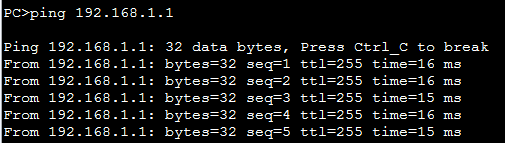 PC>ping 192.168.1.1
Ping 192.168.1.1: 32 data bytes, Press Ctrl_C to break
From 192.168.1.1: bytes=32 seq=1 ttl=255 time=16 ms
From 192.168.1.1: bytes=32 seq=2 ttl=255 time=16 ms
From 192.168.1.1: bytes=32 seq=3 ttl=255 time=15 ms
From 192.168.1.1: bytes=32 seq=4 ttl=255 time=16 ms
From 192.168.1.1: bytes=32 seq=5 ttl=255 time=15 ms